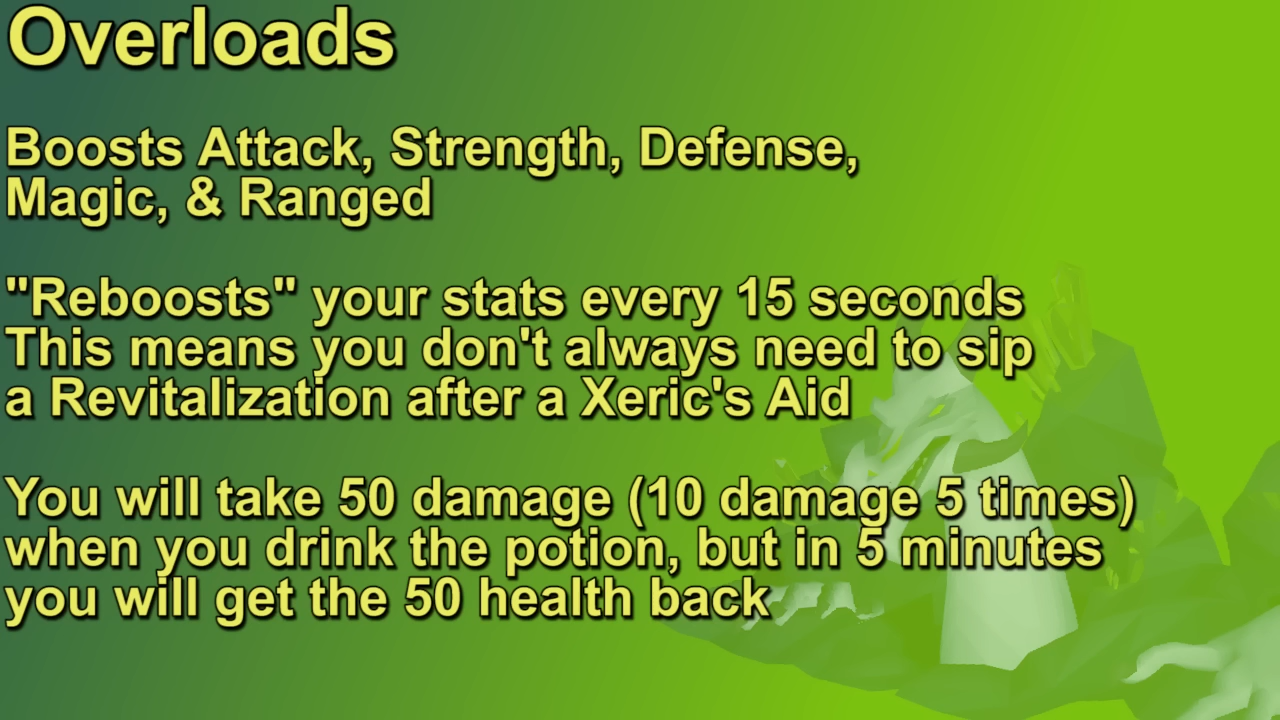 Overloads
Boosts Attack, Strength, Defense,
Magic, & Ranged
"Reboosts" your stats every 15 seconds
This means you don't always need to sip
a Revitalization after a Xeric's Aid
You will take 50 damage (10 damage 5 times)
when you drink the potion, but in 5 minutes
you will get the 50 health back